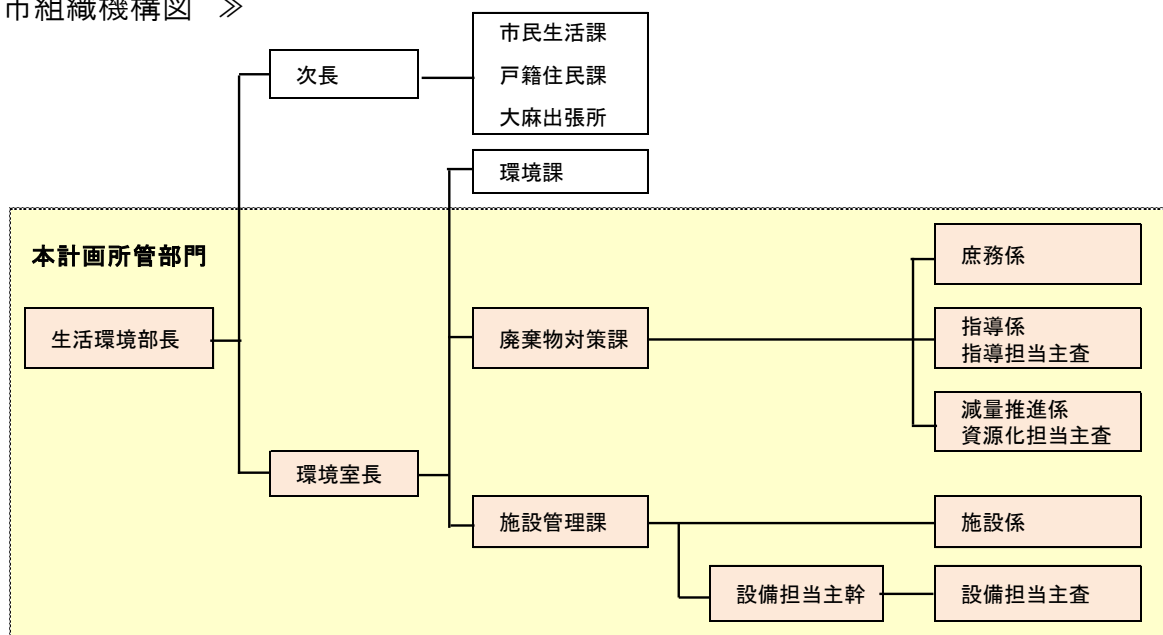 市組織機構図 ≫
市民生活課
次長
戸籍住民課
大麻出張所
環境課
本計画所管部門
庶務係
生活環境部長
廃棄物対策課
指導係
指導担当主査
減量推進係
資源化担当主査
環境室長
施設管理課
施設係
設備担当主幹
設備担当主査